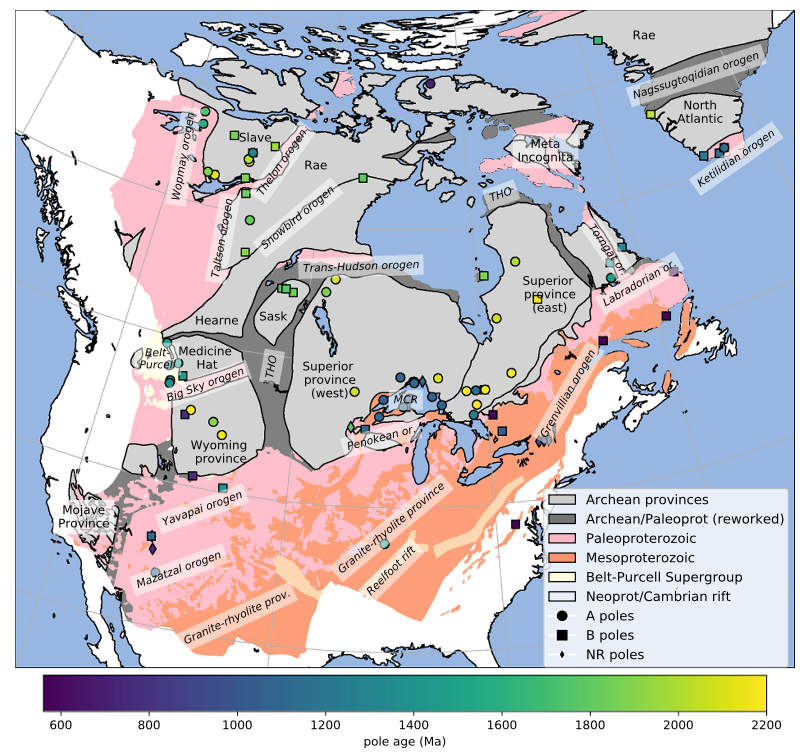 Rae
Nagssugtoqidian orogen
North
Atlantic
Ketilidian orogen
Wopmay orogen
Slave
Thelon orogen
Rae
Meta
Incognita
Taltson orogen
Snowbird orogen
THO
Torngat or.
Trans-Hudson orogen
Labradorian or.
Superior
province
(east)
Hearne
Sask
Belt-
Purcell
Medicine
Hat
Big Sky orogen
THO
Superior
province
(west)
MCR
Grenvillian orogen
Penokean or.
Wyoming
province
Mojave
Province
Yavapai orogen
Mazatzal orogen
Granite-rhyolite province
Reelfoot rift
Granite-rhyolite prov.
Archean provinces
Archean/Paleoprot (reworked)
Paleoproterozoic
Mesoproterozoic
Belt-Purcell Supergroup
Neoprot/Cambrian rift
A poles
B poles
NR poles
600 800 1000 1200 1400 1600 1800 2000 2200
pole age (Ma)